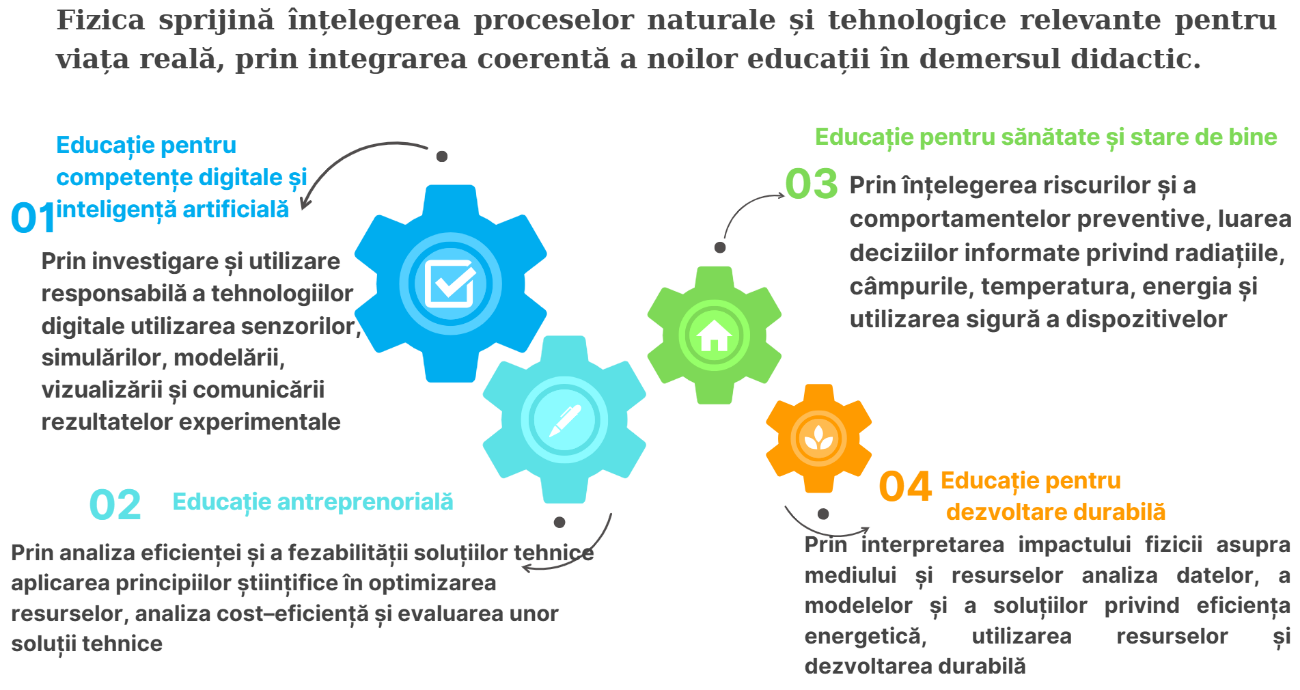 Fizica sprijină înțelegerea proceselor naturale și tehnologice relevante pentru
viața reală, prin integrarea coerentă a noilor educații în demersul didactic.
01
Educație pentru
competențe digitale și
inteligență artificială
Prin investigare și utilizare
responsabilă a tehnologiilor
digitale utilizarea senzorilor,
simulărilor, modelării,
vizualizării și comunicării
rezultatelor experimentale
02
Educație antreprenorială
Prin analiza eficienței și a fezabilității soluțiilor tehnice
aplicarea principiilor științifice în optimizarea
resurselor, analiza cost–eficiență și evaluarea unor
soluții tehnice
Educație pentru sănătate și stare de bine
03
Prin înțelegerea riscurilor și a
comportamentelor preventive, luarea
deciziilor informate privind radiațiile,
câmpurile, temperatura, energia și
utilizarea sigură a dispozitivelor
04
Educație pentru
dezvoltare durabilă
Prin interpretarea impactului fizicii asupra
mediului și resurselor analiza datelor, a
modelelor și a soluțiilor privind eficiența
energetică, utilizarea resurselor și
dezvoltarea durabilă